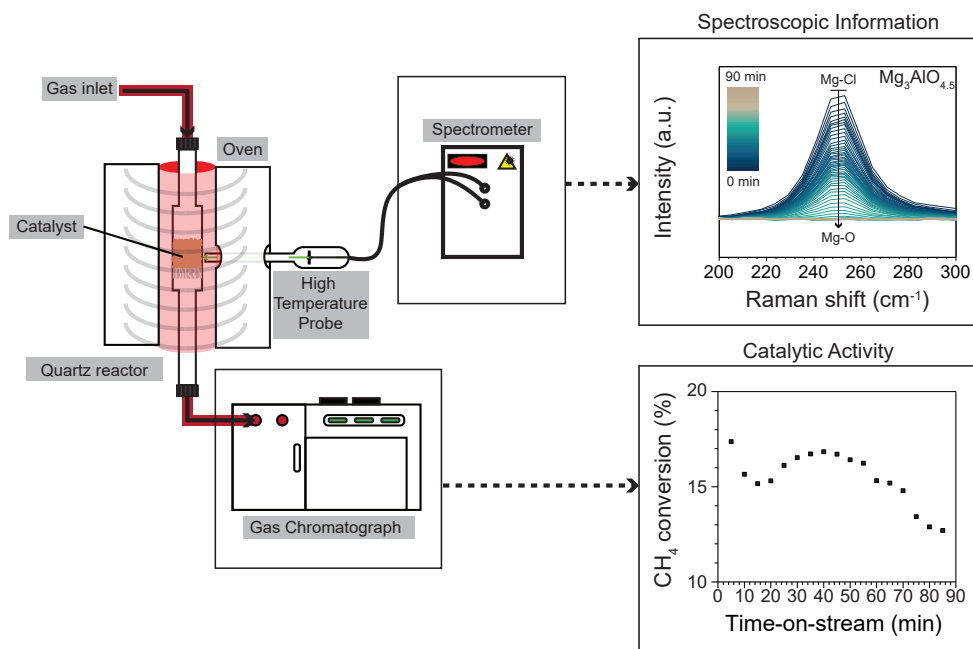 Spectroscopic Information
Gas inlet
Oven
Catalyst
Quartz reactor
High
Temperature
Probe
Spectrometer
Gas Chromatograph
90 min
0 min
Mg-Cl
Mg₃AlO₄.₅
Mg-O
Intensity (a.u.)
200 220 240 260 280 300
Raman shift (cm⁻¹)
Catalytic Activity
CH₄ conversion (%)
20
15
10
0 10 20 30 40 50 60 70 80 90
Time-on-stream (min)